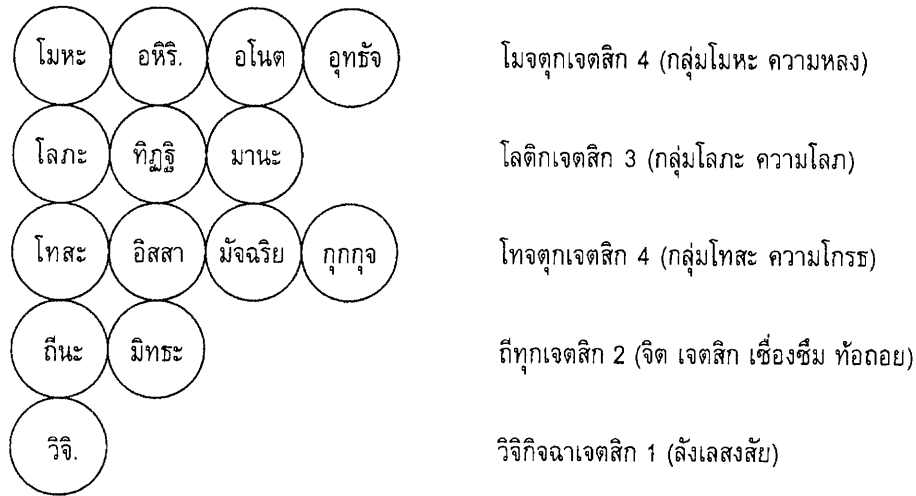 โมหะ อหิริ. อโนต อุทธัจ โมจตุกเจตสิก 4 (กลุ่มโมหะ ความหลง)
โลภะ ทิฏฐิ มานะ โลติกเจตสิก 3 (กลุ่มโลภะ ความโลภ)
โทสะ อิสสา มัจฉริย กุกกุจ โทจตุกเจตสิก 4 (กลุ่มโทสะ ความโกรธ)
ถีนะ มิทธะ ถีทุกเจตสิก 2 (จิต เจตสิก เซื่องซึม ท้อถอย)
วิจิ. วิจิกิจฉาเจตสิก 1 (ลังเลสงสัย)